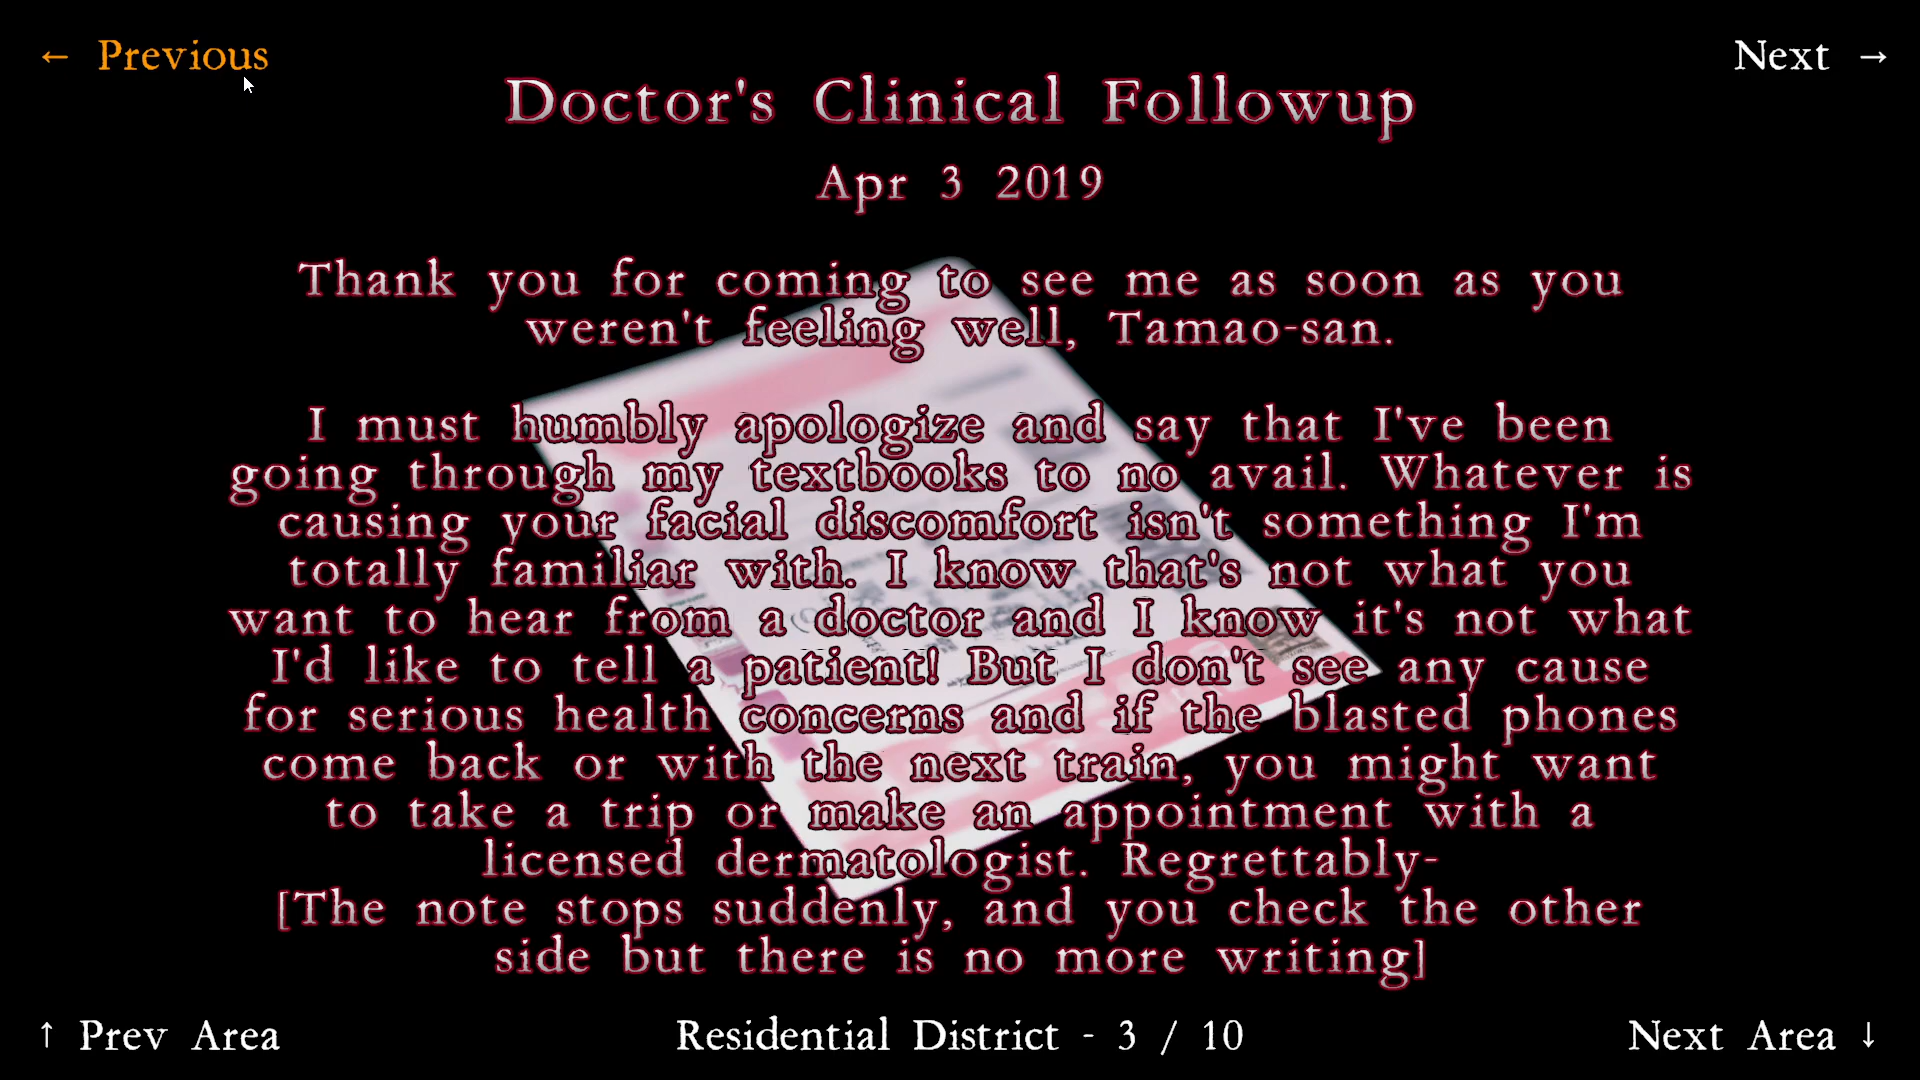 ← Previous
Next →
Doctor's Clinical Followup
Apr 3 2019
Thank you for coming to see me as soon as you
weren't feeling well, Tamao-san.
I must humbly apologize and say that I've been
going through my textbooks to no avail. Whatever is
causing your facial discomfort isn't something I'm
totally familiar with. I know that's not what you
want to hear from a doctor and I know it's not what
I'd like to tell a patient! But I don't see any cause
for serious health concerns and if the blasted phones
come back or with the next train, you might want
to take a trip or make an appointment with a
licensed dermatologist. Regrettably-
[The note stops suddenly, and you check the other
side but there is no more writing]
↑ Prev Area
Residential District - 3 / 10
Next Area ↓